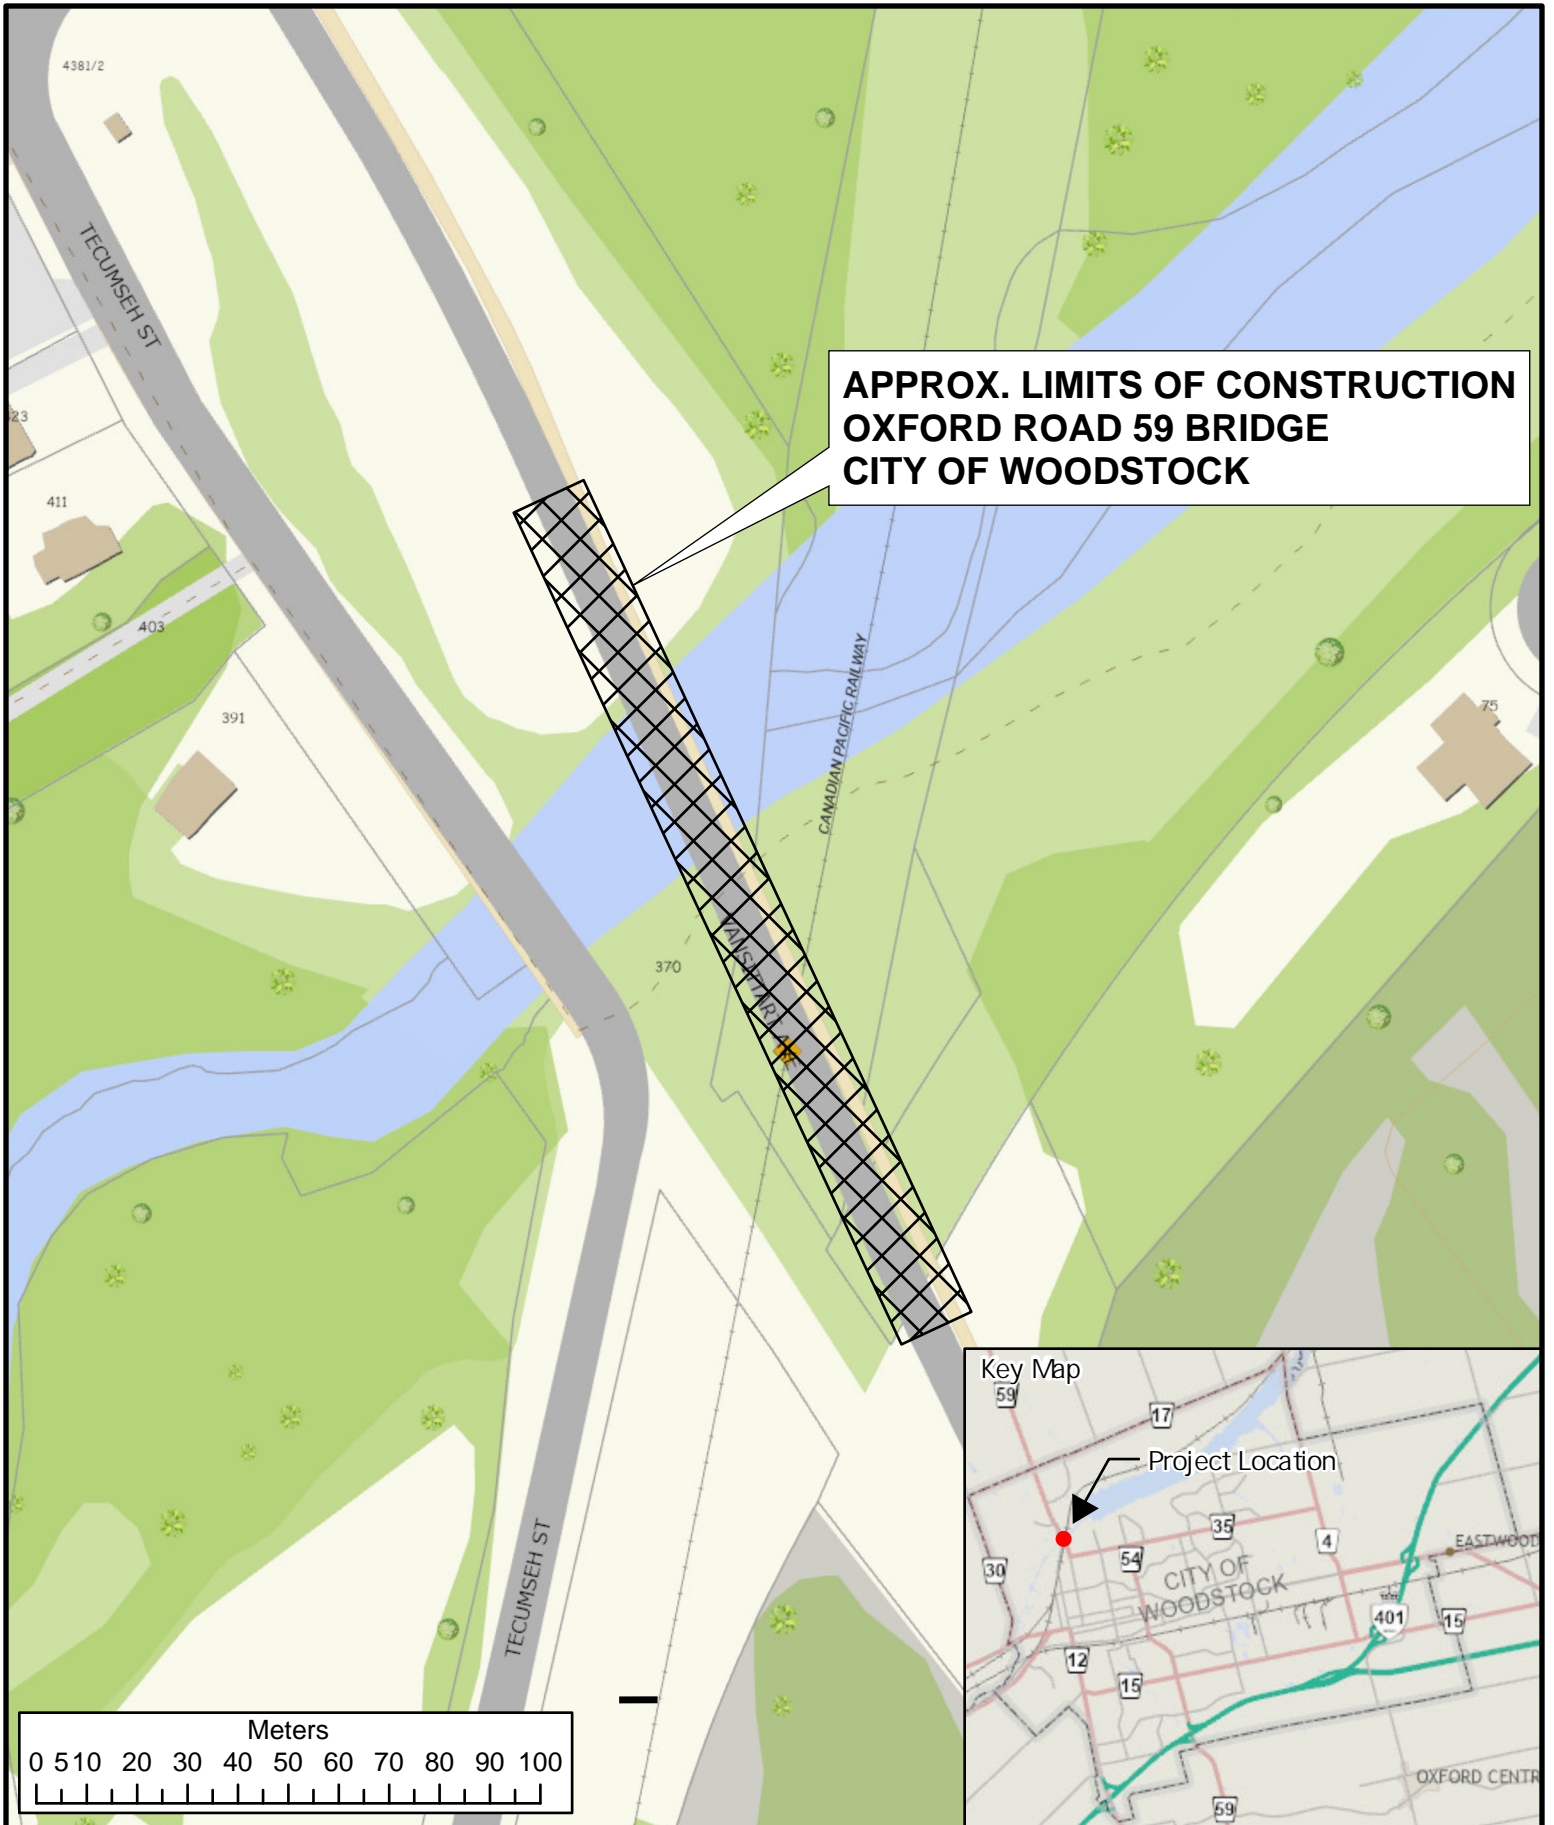 4381/2
TECUMSEH ST
APPROX. LIMITS OF CONSTRUCTION
OXFORD ROAD 59 BRIDGE
CITY OF WOODSTOCK
23
411
403
391
CANADIAN PACIFIC RAILWAY
75
370
VANSITTART AVE
TECUMSEH ST
Key Map
59
17
Project Location
35
4
EASTWOOD
30
54
CITY OF
WOODSTOCK
401
15
12
15
OXFORD CENTR
59
Meters
0 5 10 20 30 40 50 60 70 80 90 100